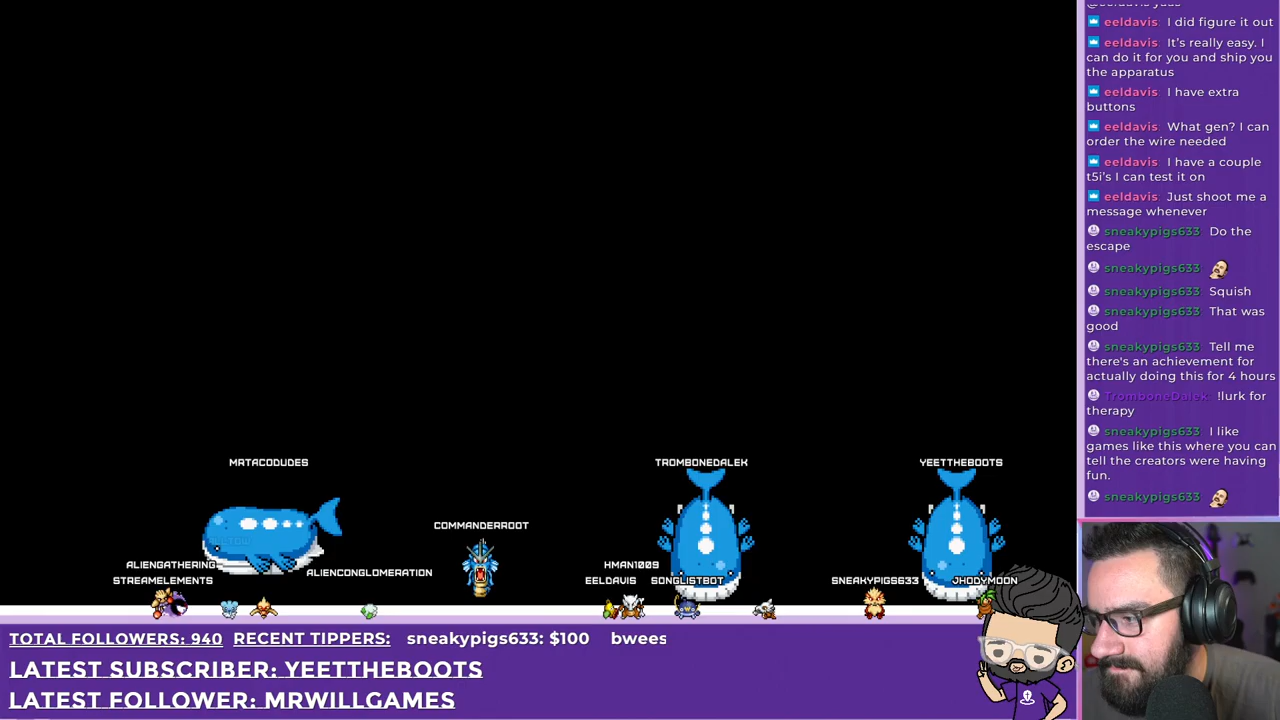 eeldavis: I did figure it out
eeldavis: It's really easy. I
can do it for you and ship you
the apparatus
eeldavis: I have extra
buttons
eeldavis: What gen? I can
order the wire needed
eeldavis: I have a couple
t5i's I can test it on
eeldavis: Just shoot me a
message whenever
sneakypigs633 Do the
escape
sneakypigs633
sneakypigs633 Squish
sneakypigs633 That was
good
sneakypigs633 Tell me
there's an achievement for
actually doing this for 4 hours
TromboneDalek: !lurk for
therapy
sneakypigs633 I like
games like this where you can
tell the creators were having
fun.
sneakypigs633
MRTACODUDES
TROMBONEDALEK
YEETTHEBOOTS
COMMANDERROOT
ALIENGATHERING
HMAN1009
STREAMELEMENTS
ALIENCONGLOMERATION
EELDAVIS
SONGLISTBOT
SNEAKYPIGS633
JHODYMOON
TOTAL FOLLOWERS: 940 RECENT TIPPERS: sneakypigs633: $100 bwees
LATEST SUBSCRIBER: YEETTHEBOOTS
LATEST FOLLOWER: MRWILLGAMES